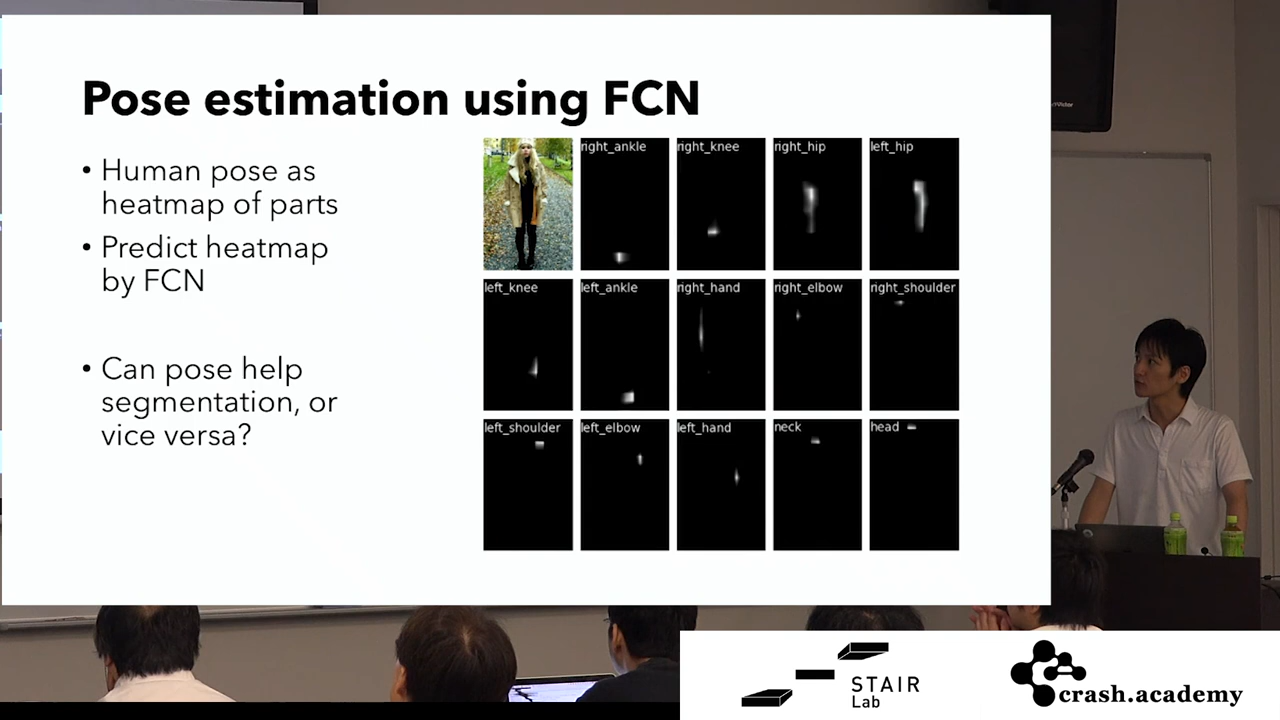 Pose estimation using FCN
• Human pose as
heatmap of parts
• Predict heatmap
by FCN
• Can pose help
segmentation, or
vice versa?
right_ankle
right_knee
right_hip
left_hip
left_knee
left_ankle
right_hand
right_elbow
right_shoulder
left_shoulder
left_elbow
left_hand
neck
head
STAIR
Lab
crash.academy